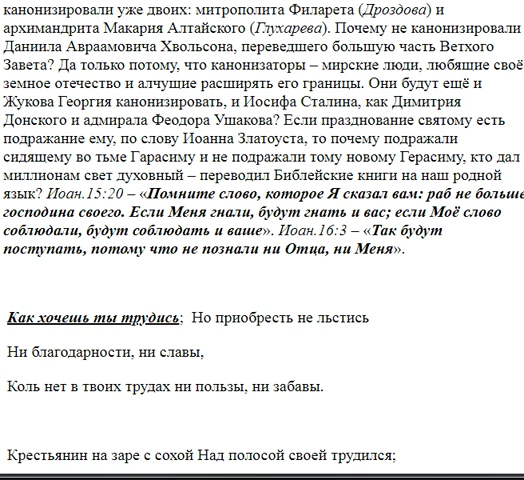 канонизировали уже двоих: митрополита Филарета (Дроздова) и
архимандрита Макария Алтайского (Глухарева). Почему не канонизировали
Даниила Авраамовича Хвольсона, переведшего большую часть Ветхого
Завета? Да только потому, что канонизаторы – мирские люди, любящие своё
земное отечество и алчущие расширять его границы. Они будут ещё и
Жукова Георгия канонизировать, и Иосифа Сталина, как Димитрия
Донского и адмирала Феодора Ушакова? Если празднование святому есть
подражание ему, по слову Иоанна Златоуста, то почему подражали
сидящему во тьме Гарасиму и не подражали тому новому Герасиму, кто дал
миллионам свет духовный – переводил Библейские книги на наш родной
язык? Иоан.15:20 – «Помните слово, которое Я сказал вам: раб не больше
господина своего. Если Меня гнали, будут гнать и вас; если Моё слово
соблюдали, будут соблюдать и ваше». Иоан.16:3 – «Так будут
поступать, потому что не познали ни Отца, ни Меня».
Как хочешь ты трудись; Но приобресть не льстись
Ни благодарности, ни славы,
Коль нет в твоих трудах ни пользы, ни забавы.
Крестьянин на заре с сохой Над полосой своей трудился;